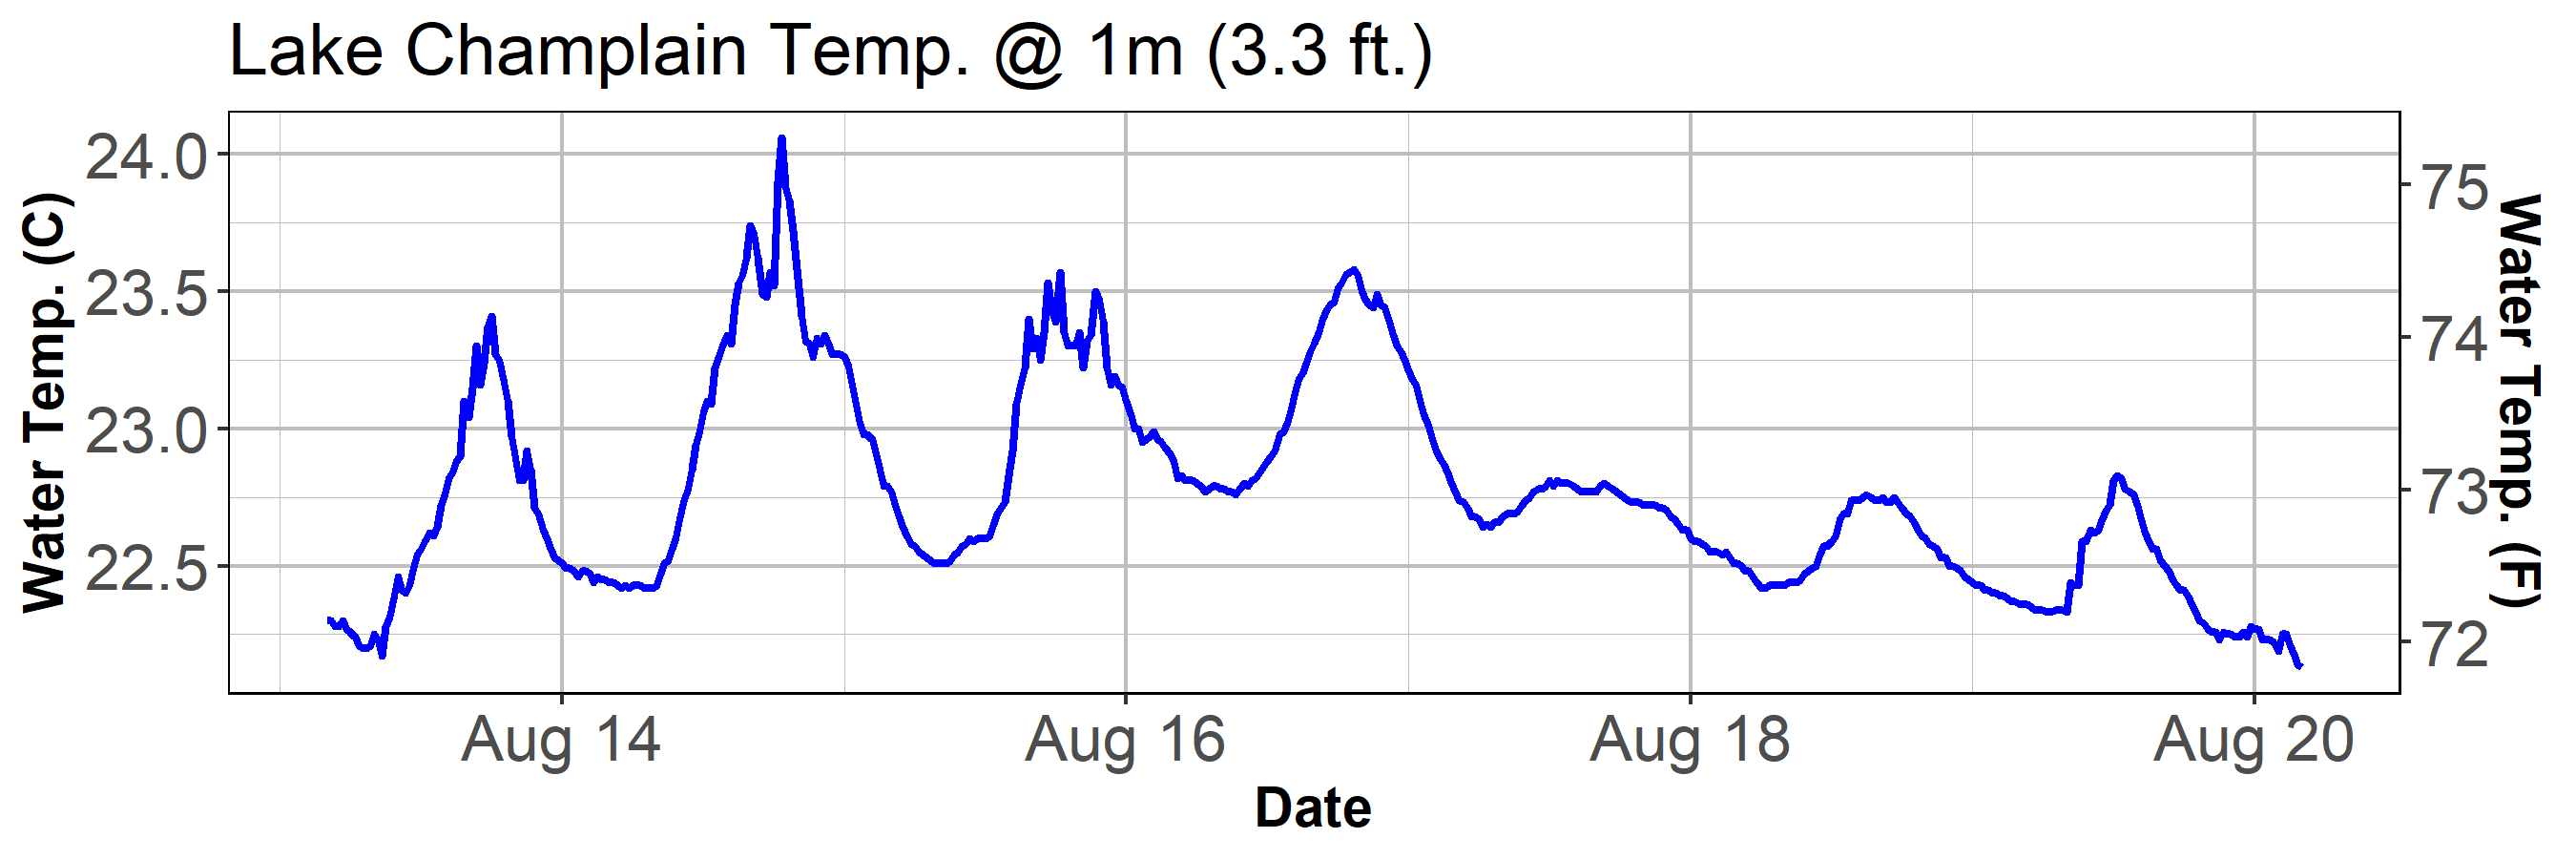 Lake Champlain Temp. @ 1m (3.3 ft.)
Water Temp. (C)
24.0
23.5
23.0
22.5
75
74
73
72
Water Temp. (F)
Aug 14
Aug 16
Aug 18
Aug 20
Date